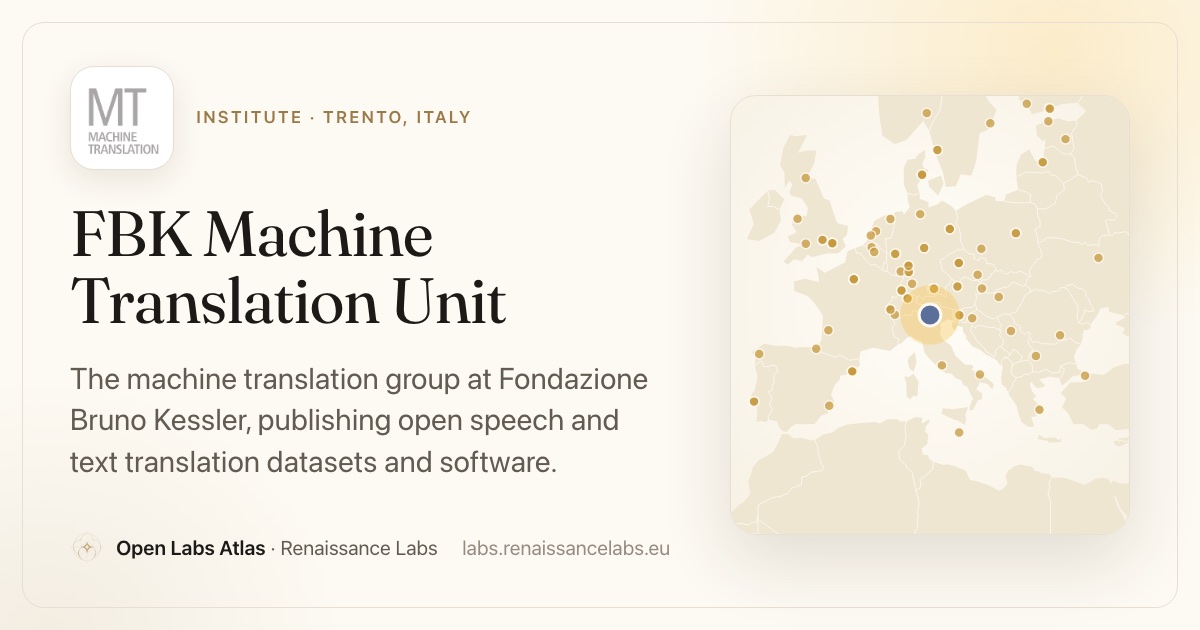 MT
MACHINE
TRANSLATION
INSTITUTE · TRENTO, ITALY
FBK Machine
Translation Unit
The machine translation group at Fondazione
Bruno Kessler, publishing open speech and
text translation datasets and software.
Open Labs Atlas · Renaissance Labs labs.renaissancelabs.eu